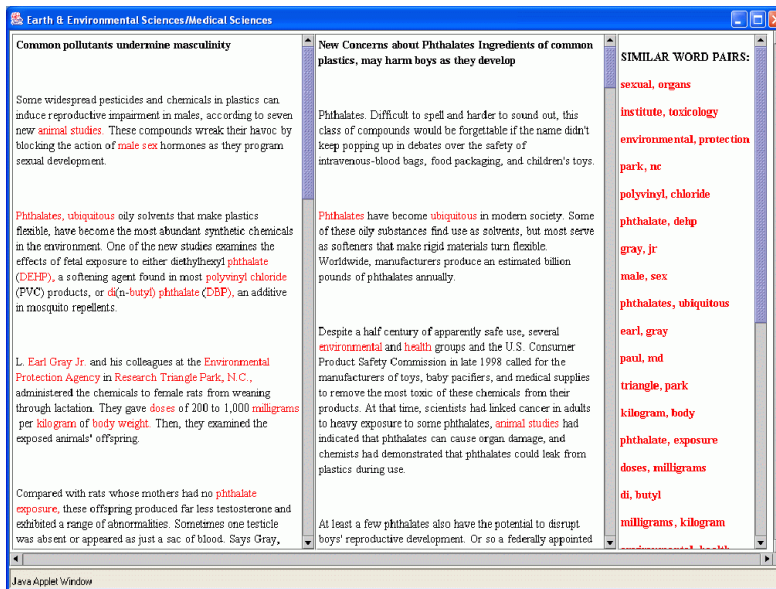 Earth & Environmental Sciences/Medical Sciences
Common pollutants undermine masculinity
Some widespread pesticides and chemicals in plastics can
induce reproductive impairment in males, according to seven
new animal studies. These compounds wreak their havoc by
blocking the action of male sex hormones as they program
sexual development.
Phthalates, ubiquitous oily solvents that make plastics
flexible, have become the most abundant synthetic chemicals
in the environment. One of the new studies examines the
effects of fetal exposure to either diethylhexyl phthalate
(DEHP), a softening agent found in most polyvinyl chloride
(PVC) products, or di(n-butyl) phthalate (DBP), an additive
in mosquito repellents.
L. Earl Gray Jr. and his colleagues at the Environmental
Protection Agency in Research Triangle Park, N.C.,
administered the chemicals to female rats from weaning
through lactation. They gave doses of 200 to 1,000 milligrams
per kilogram of body weight. Then, they examined the
exposed animals' offspring.
Compared with rats whose mothers had no phthalate
exposure, these offspring produced far less testosterone and
exhibited a range of abnormalities. Sometimes one testicle
was absent or appeared as just a sac of blood. Says Gray,
New Concerns about Phthalates Ingredients of common
plastics, may harm boys as they develop
Phthalates. Difficult to spell and harder to sound out, this
class of compounds would be forgettable if the name didn't
keep popping up in debates over the safety of
intravenous-blood bags, food packaging, and children's toys.
Phthalates have become ubiquitous in modern society. Some
of these oily substances find use as solvents, but most serve
as softeners that make rigid materials turn flexible.
Worldwide, manufacturers produce an estimated billion
pounds of phthalates annually.
Despite a half century of apparently safe use, several
environmental and health groups and the U.S. Consumer
Product Safety Commission in late 1998 called for the
manufacturers of toys, baby pacifiers, and medical supplies
to remove the most toxic of these chemicals from their
products. At that time, scientists had linked cancer in adults
to heavy exposure to some phthalates, animal studies had
indicated that phthalates can cause organ damage, and
chemists had demonstrated that phthalates could leak from
plastics during use.
At least a few phthalates also have the potential to disrupt
boys' reproductive development. Or so a federally appointed
SIMILAR WORD PAIRS:
sexual, organs
institute, toxicology
environmental, protection
park, nc
polyvinyl, chloride
phthalate, dehp
gray, jr
male, sex
phthalates, ubiquitous
earl, gray
paul, md
triangle, park
kilogram, body
phthalate, exposure
doses, milligrams
di, butyl
milligrams, kilogram
environmental, health
Java Applet Window